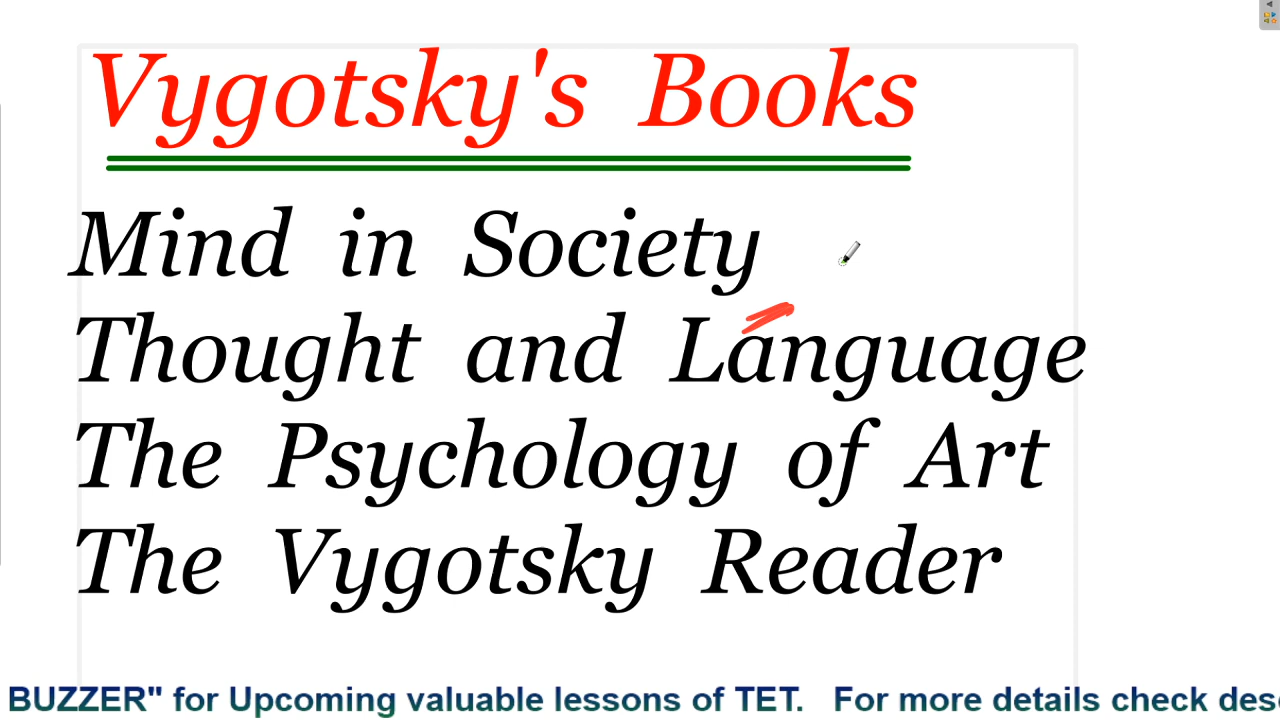 Vygotsky's Books
Mind in Society
Thought and Language
The Psychology of Art
The Vygotsky Reader
BUZZER" for Upcoming valuable lessons of TET. For more details check